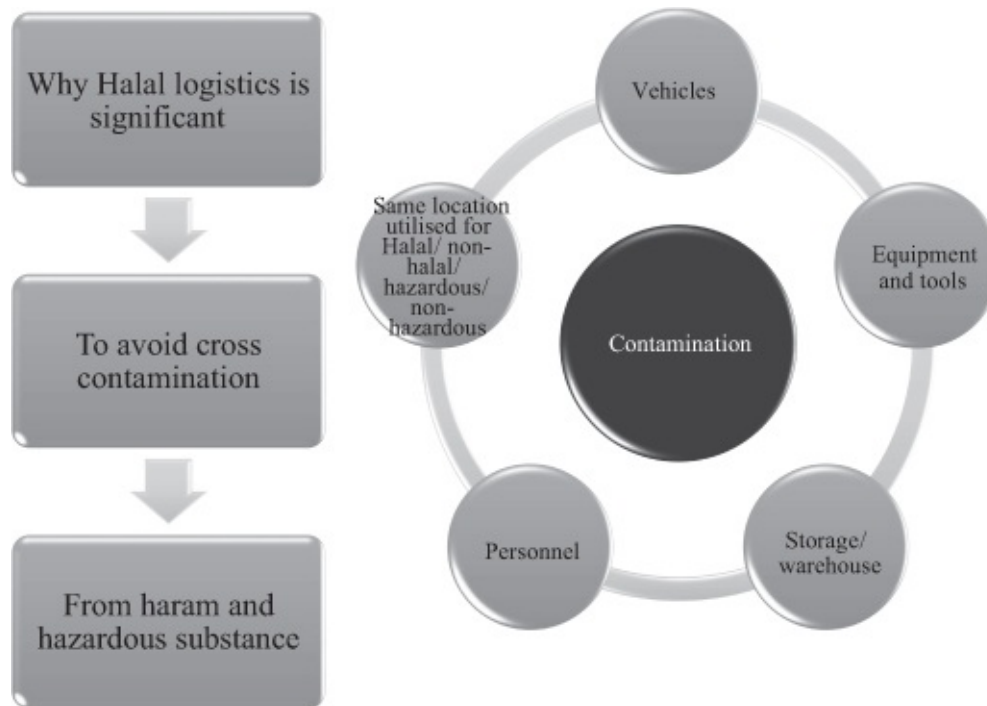 Why Halal logistics is
significant
To avoid cross
contamination
From haram and
hazardous substance
Vehicles
Equipment
and tools
Storage/
warehouse
Personnel
Same location
utilised for
Halal/ non-
halal/
hazardous/
non-
hazardous
Contamination